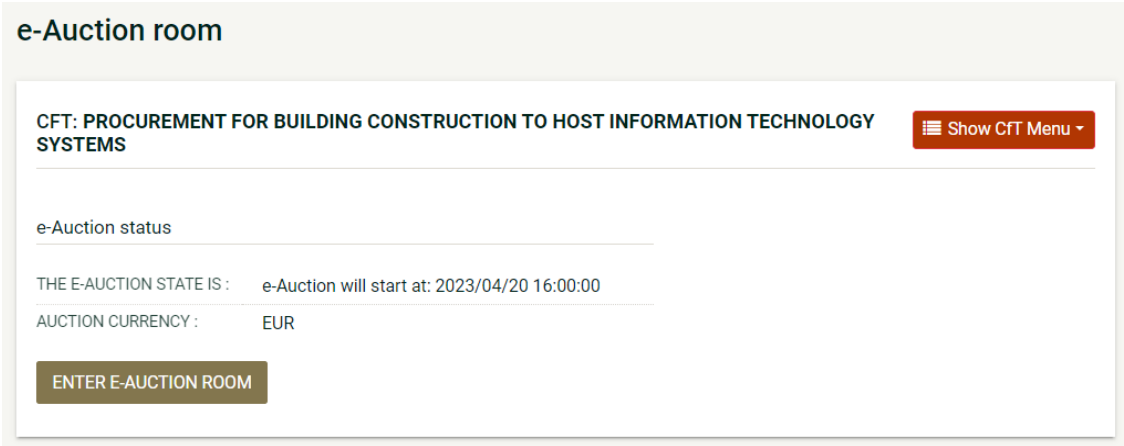 e-Auction room
CFT: PROCUREMENT FOR BUILDING CONSTRUCTION TO HOST INFORMATION TECHNOLOGY
SYSTEMS
Show CfT Menu
e-Auction status
THE E-AUCTION STATE IS : e-Auction will start at: 2023/04/20 16:00:00
AUCTION CURRENCY : EUR
ENTER E-AUCTION ROOM